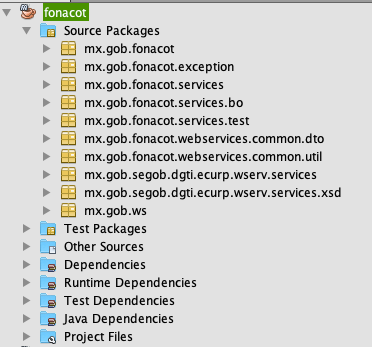 fonacot
Source Packages
mx.gob.fonacot
mx.gob.fonacot.exception
mx.gob.fonacot.services
mx.gob.fonacot.services.bo
mx.gob.fonacot.services.test
mx.gob.fonacot.webservices.common.dto
mx.gob.fonacot.webservices.common.util
mx.gob.segob.dgti.ecurp.wserv.services
mx.gob.segob.dgti.ecurp.wserv.services.xsd
mx.gob.ws
Test Packages
Other Sources
Dependencies
Runtime Dependencies
Test Dependencies
Java Dependencies
Project Files